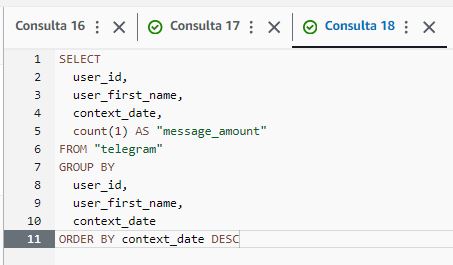 Consulta 16 Consulta 17 Consulta 18
1 SELECT
2 user_id,
3 user_first_name,
4 context_date,
5 count(1) AS "message_amount"
6 FROM "telegram"
7 GROUP BY
8 user_id,
9 user_first_name,
10 context_date
11 ORDER BY context_date DESC